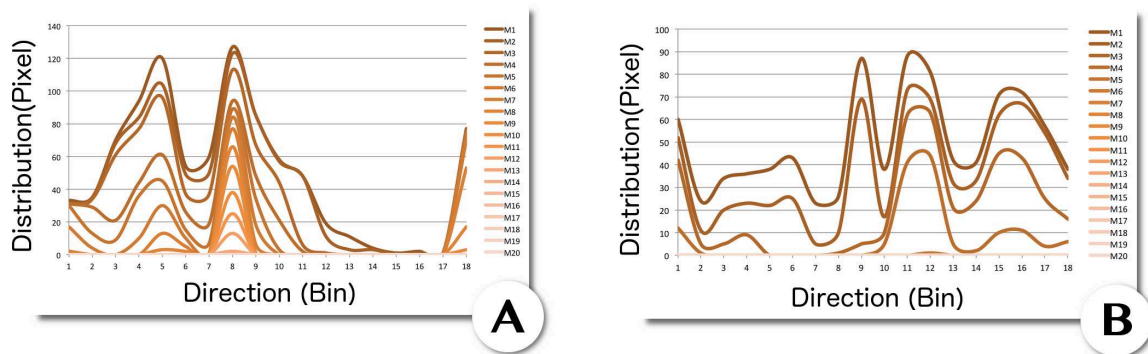 Distribution(Pixel)
140
120
100
80
60
40
20
0
1 2 3 4 5 6 7 8 9 10 11 12 13 14 15 16 17 18
Direction (Bin)
M1
M2
M3
M4
M5
M6
M7
M8
M9
M10
M11
M12
M13
M14
M15
M16
M17
M18
M19
M20
A
Distribution(Pixel)
100
90
80
70
60
50
40
30
20
10
0
1 2 3 4 5 6 7 8 9 10 11 12 13 14 15 16 17 18
Direction (Bin)
M1
M2
M3
M4
M5
M6
M7
M8
M9
M10
M11
M12
M13
M14
M15
M16
M17
M18
M19
M20
B